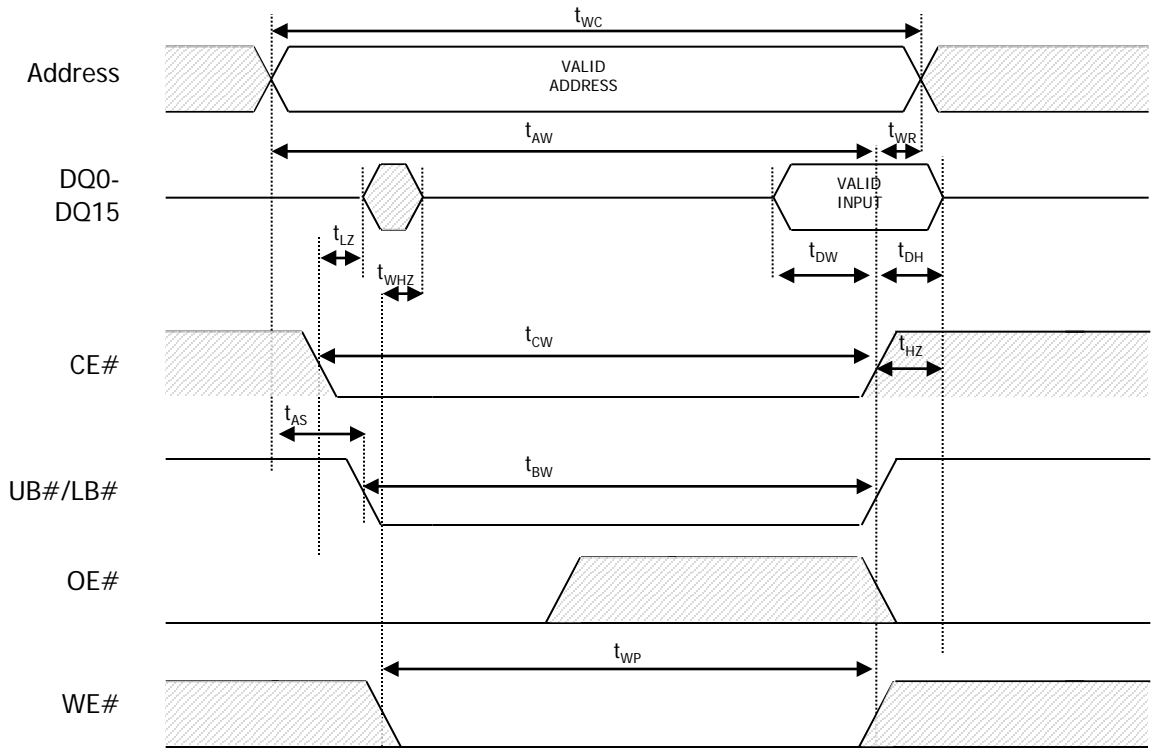 tWC
Address
VALID
ADDRESS
tAW
tWR
DQ0-
DQ15
VALID
INPUT
tLZ
tDW
tDH
tWHZ
tCW
tHZ
CE#
tAS
tBW
UB#/LB#
OE#
tWP
WE#